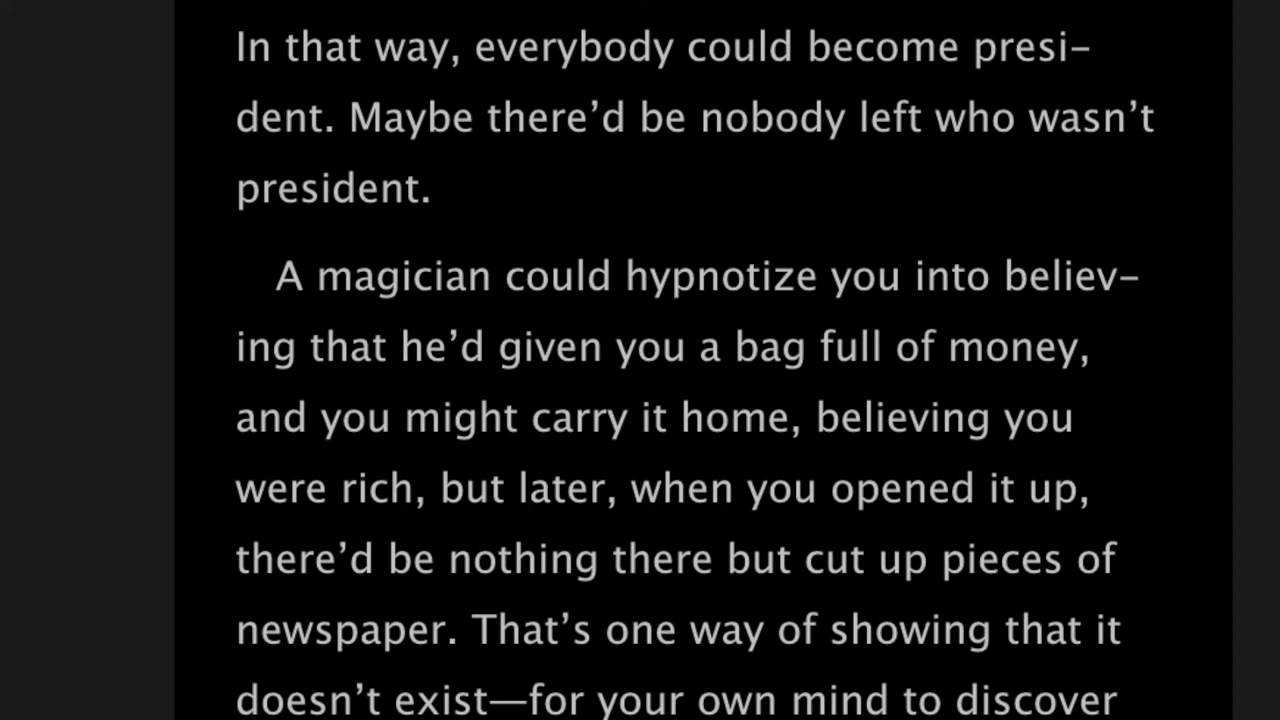 In that way, everybody could become presi-
dent. Maybe there’d be nobody left who wasn’t
president.
A magician could hypnotize you into believ-
ing that he’d given you a bag full of money,
and you might carry it home, believing you
were rich, but later, when you opened it up,
there’d be nothing there but cut up pieces of
newspaper. That’s one way of showing that it
doesn’t exist—for your own mind to discover